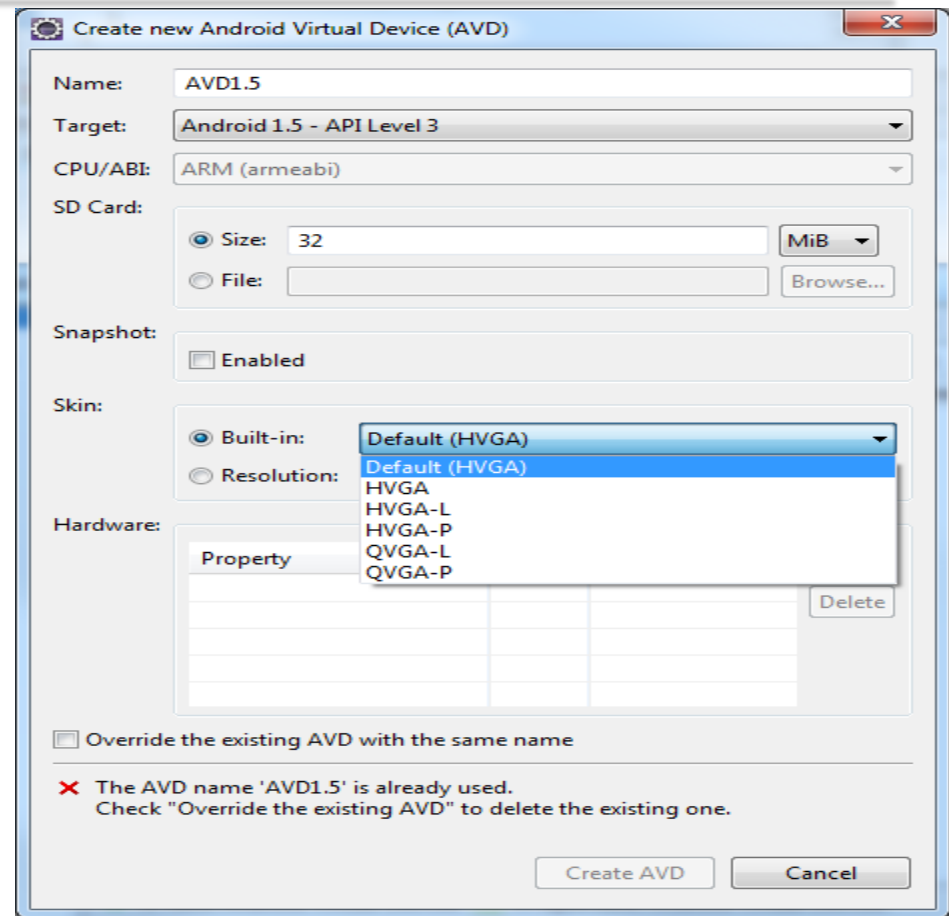 Create new Android Virtual Device (AVD)
Name: AVD1.5
Target: Android 1.5 - API Level 3
CPU/ABI: ARM (armeabi)
SD Card:
Size: 32 MiB
File: Browse...
Snapshot:
Enabled
Skin:
Built-in: Default (HVGA)
Resolution: Default (HVGA)
HVGA
HVGA-L
HVGA-P
QVGA-L
QVGA-P
Hardware:
Property
Delete
Override the existing AVD with the same name
The AVD name 'AVD1.5' is already used.
Check "Override the existing AVD" to delete the existing one.
Create AVD Cancel